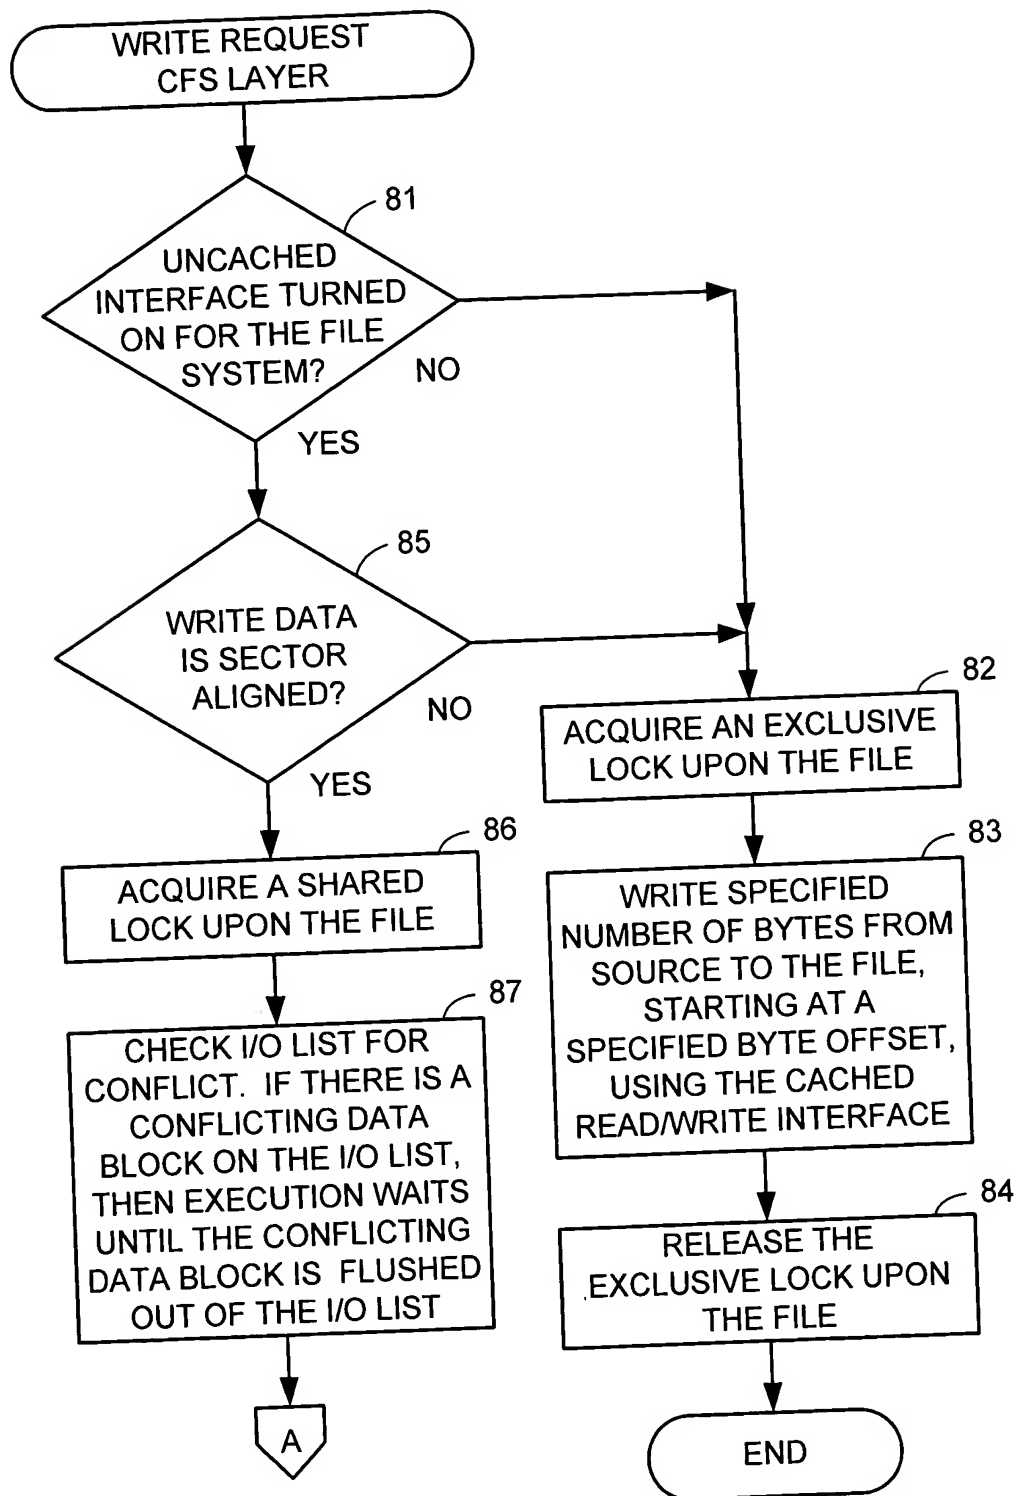 WRITE REQUEST
CFS LAYER
81
UNCACHED
INTERFACE TURNED
ON FOR THE FILE
SYSTEM?
NO
YES
85
WRITE DATA
IS SECTOR
ALIGNED?
NO
YES
86
ACQUIRE A SHARED
LOCK UPON THE FILE
87
CHECK I/O LIST FOR
CONFLICT. IF THERE IS A
CONFLICTING DATA
BLOCK ON THE I/O LIST,
THEN EXECUTION WAITS
UNTIL THE CONFLICTING
DATA BLOCK IS FLUSHED
OUT OF THE I/O LIST
A
82
ACQUIRE AN EXCLUSIVE
LOCK UPON THE FILE
83
WRITE SPECIFIED
NUMBER OF BYTES FROM
SOURCE TO THE FILE,
STARTING AT A
SPECIFIED BYTE OFFSET,
USING THE CACHED
READ/WRITE INTERFACE
84
RELEASE THE
EXCLUSIVE LOCK UPON
THE FILE
END